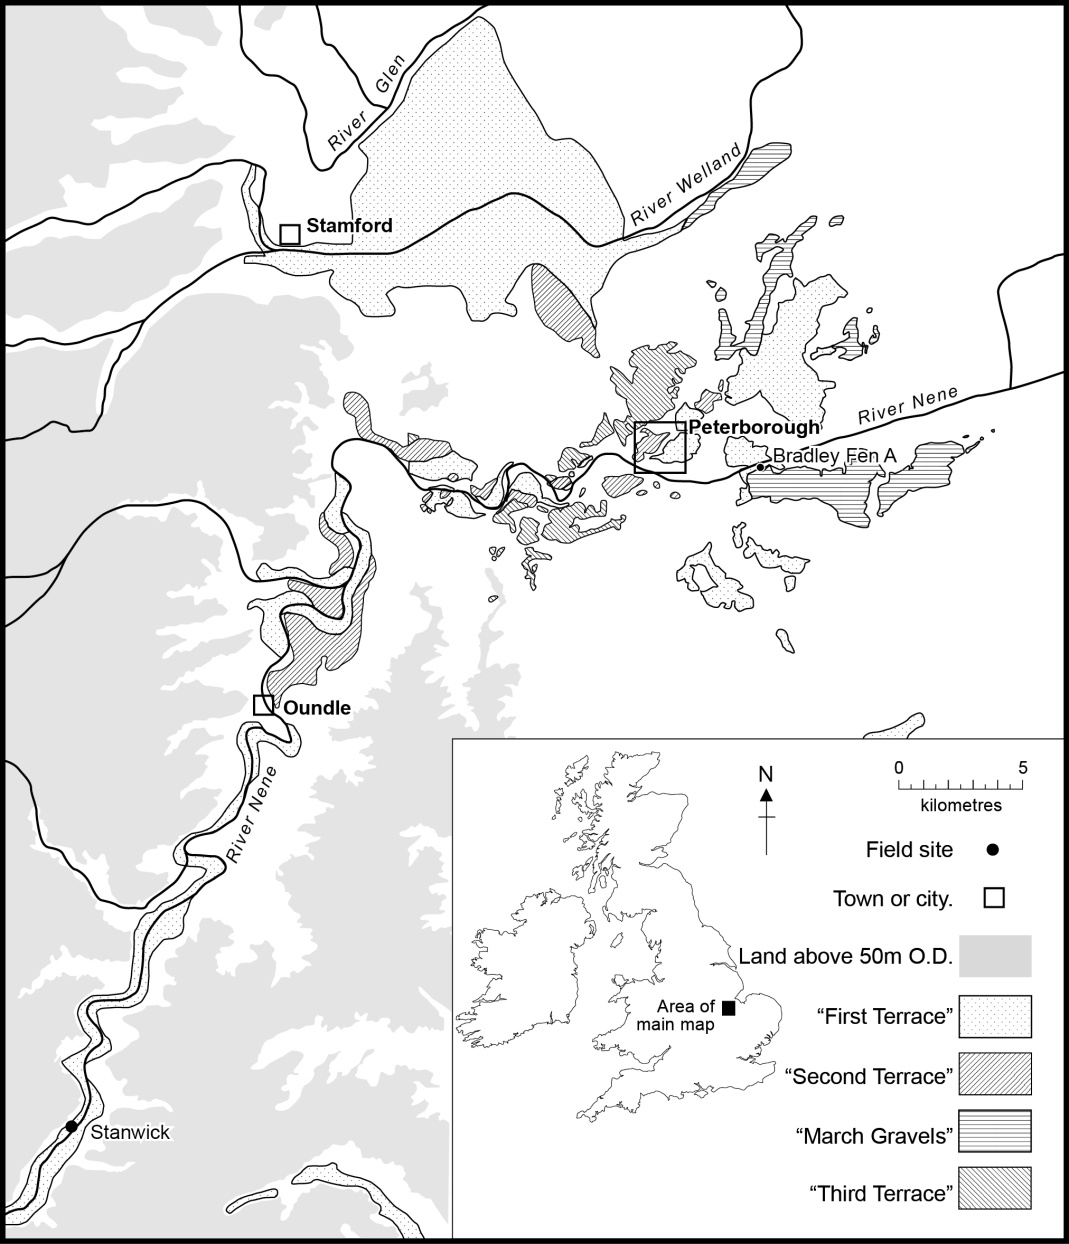 River Glen
River Welland
Stamford
River Nene
Peterborough
Bradley Fen A
Oundle
River Nene
Stanwick
N
0 5
kilometres
Field site
Town or city.
Land above 50m O.D.
Area of
main map
“First Terrace”
“Second Terrace”
“March Gravels”
“Third Terrace”